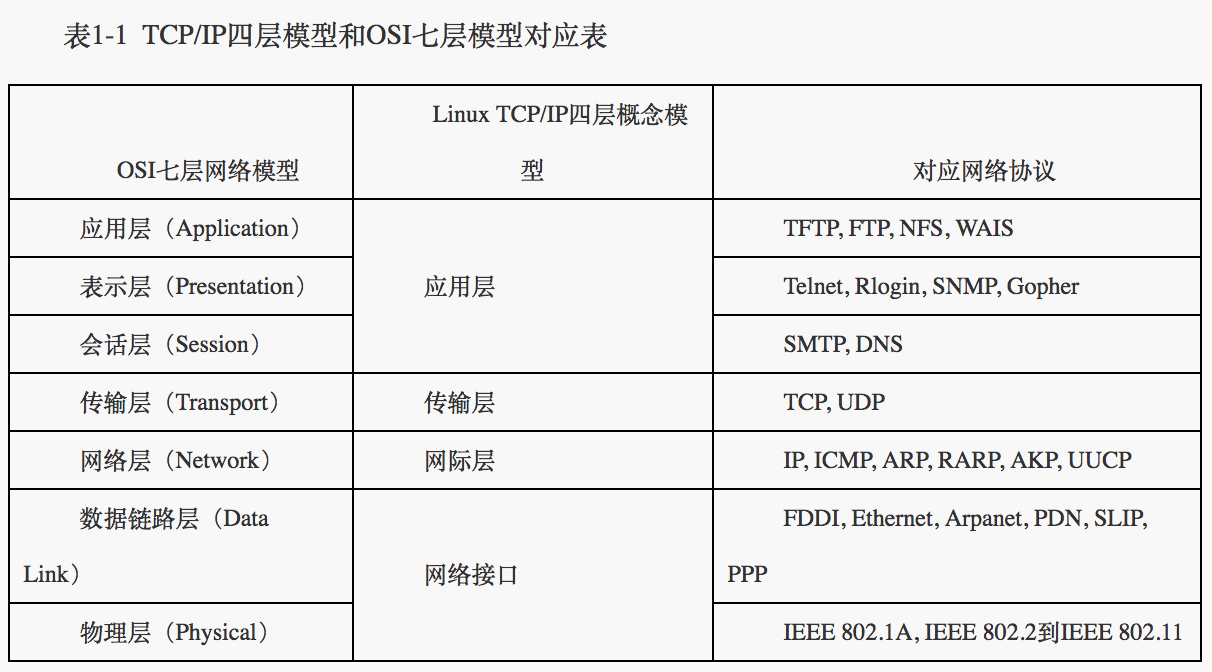 表1-1 TCP/IP四层模型和OSI七层模型对应表
OSI七层网络模型
Linux TCP/IP四层概念模
型
对应网络协议
应用层（Application）
应用层
TFTP, FTP, NFS, WAIS
表示层（Presentation）
Telnet, Rlogin, SNMP, Gopher
会话层（Session）
SMTP, DNS
传输层（Transport）
传输层
TCP, UDP
网络层（Network）
网际层
IP, ICMP, ARP, RARP, AKP, UUCP
数据链路层（Data
Link）
网络接口
FDDI, Ethernet, Arpanet, PDN, SLIP,
PPP
物理层（Physical）
IEEE 802.1A, IEEE 802.2到IEEE 802.11